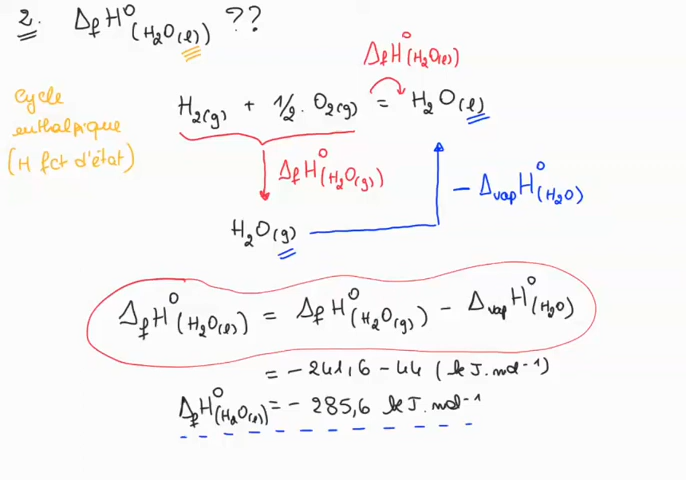 2. ΔfH°(H₂O(l)) ??
ΔfH°(H₂O(l))
Cycle
enthalpique
(H fct d'état)
H₂(g) + 1/2. O₂(g) = H₂O(l)
ΔfH°(H₂O(g))
- ΔvapH°(H₂O)
H₂O(g)
ΔfH°(H₂O(l)) = ΔfH°(H₂O(g)) - ΔvapH°(H₂O)
= - 241,6 - 44 (kJ.mol-1)
ΔfH°(H₂O(l)) = - 285,6 kJ.mol-1